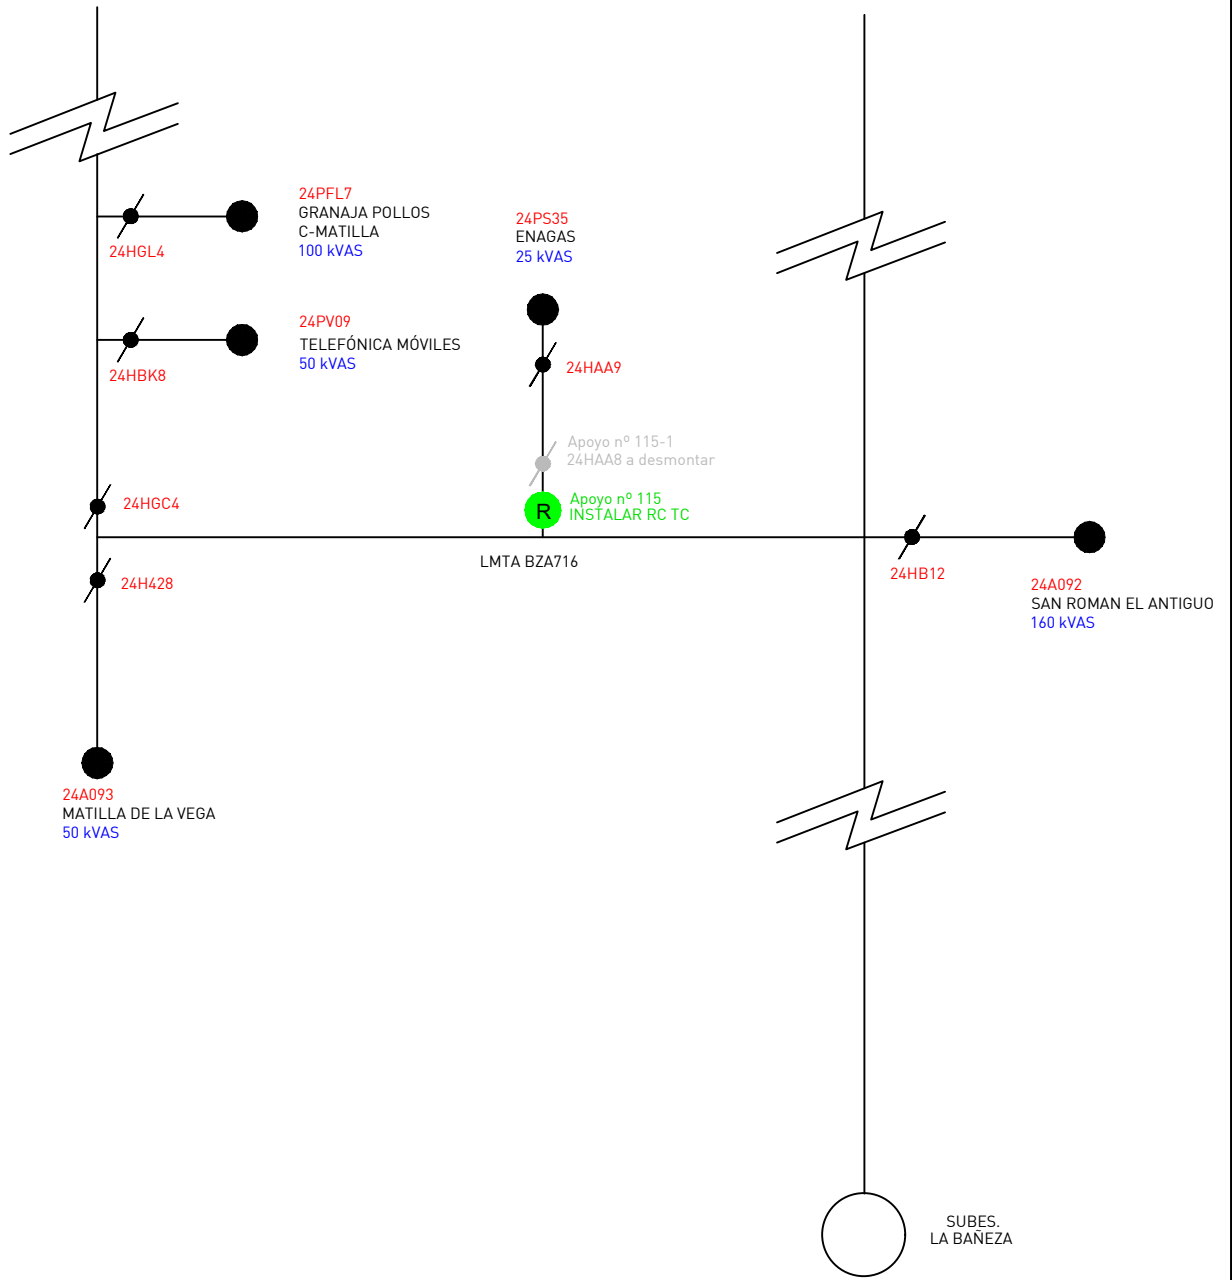 24PFL7
GRANAJA POLLOS
C-MATILLA
100 kVAS
24HGL4
24PS35
ENAGAS
25 kVAS
24PV09
TELEFÓNICA MÓVILES
50 kVAS
24HBK8
24HAA9
Apoyo nº 115-1
24HAA8 a desmontar
24HGC4
R
Apoyo nº 115
INSTALAR RC TC
LMTA BZA716
24H428
24HB12
24A092
SAN ROMAN EL ANTIGUO
160 kVAS
24A093
MATILLA DE LA VEGA
50 kVAS
SUBES.
LA BAÑEZA